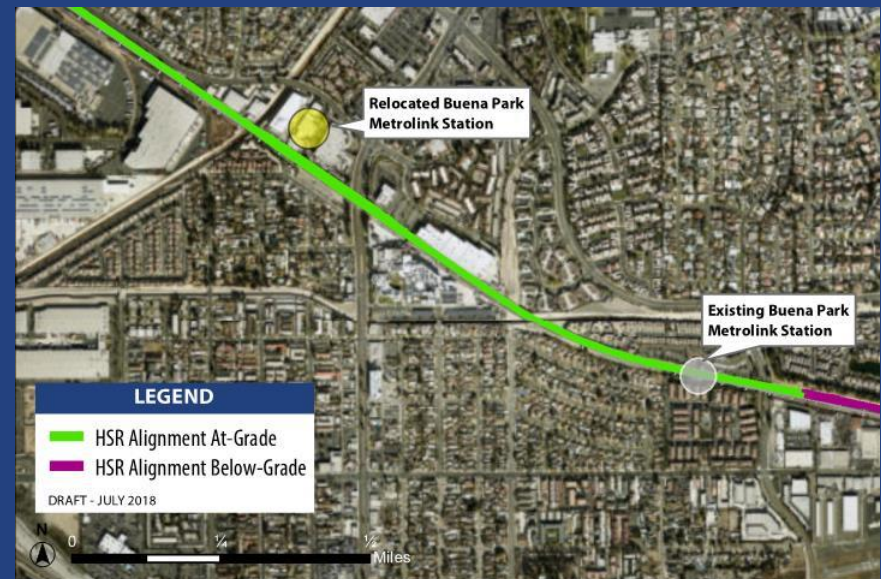 Relocated Buena Park
Metrolink Station
Existing Buena Park
Metrolink Station
LEGEND
HSR Alignment At-Grade
HSR Alignment Below-Grade
DRAFT - JULY 2018
N
0 ¼ ½
Miles